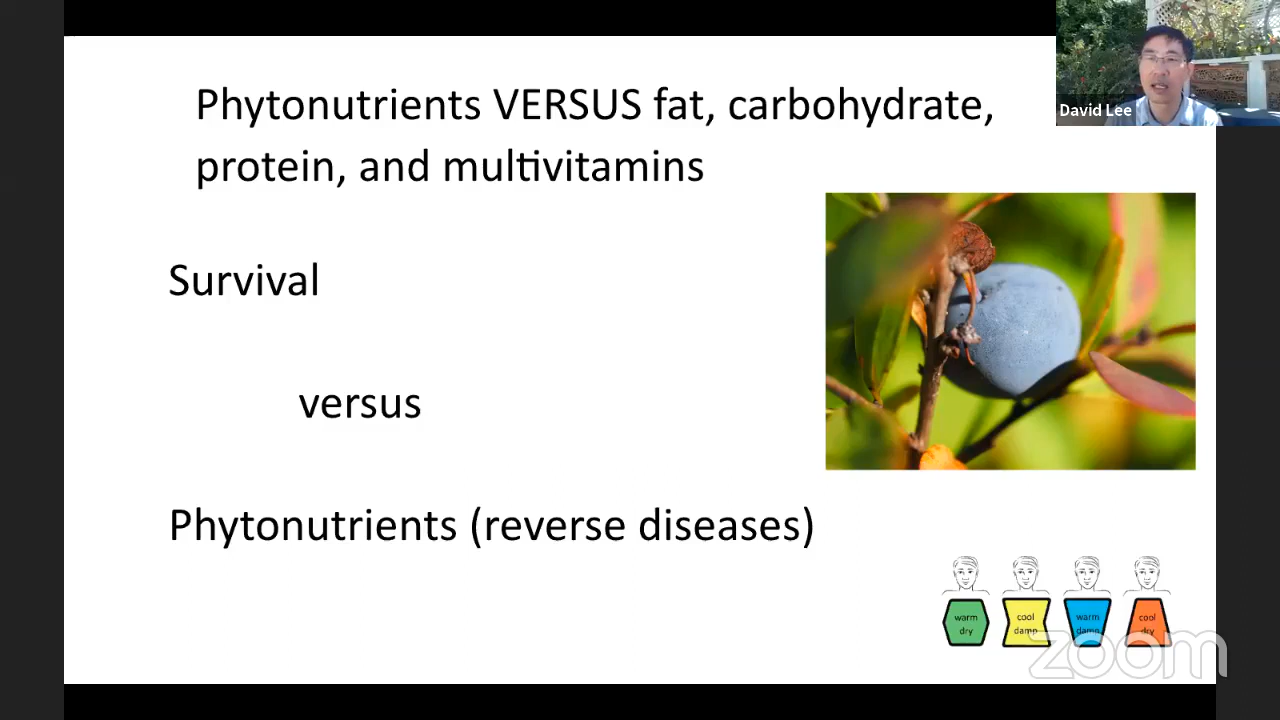 Phytonutrients VERSUS fat, carbohydrate,
protein, and multivitamins
David Lee
Survival
versus
Phytonutrients (reverse diseases)
warm
dry
cool
damp
warm
damp
cool
dry
zoom